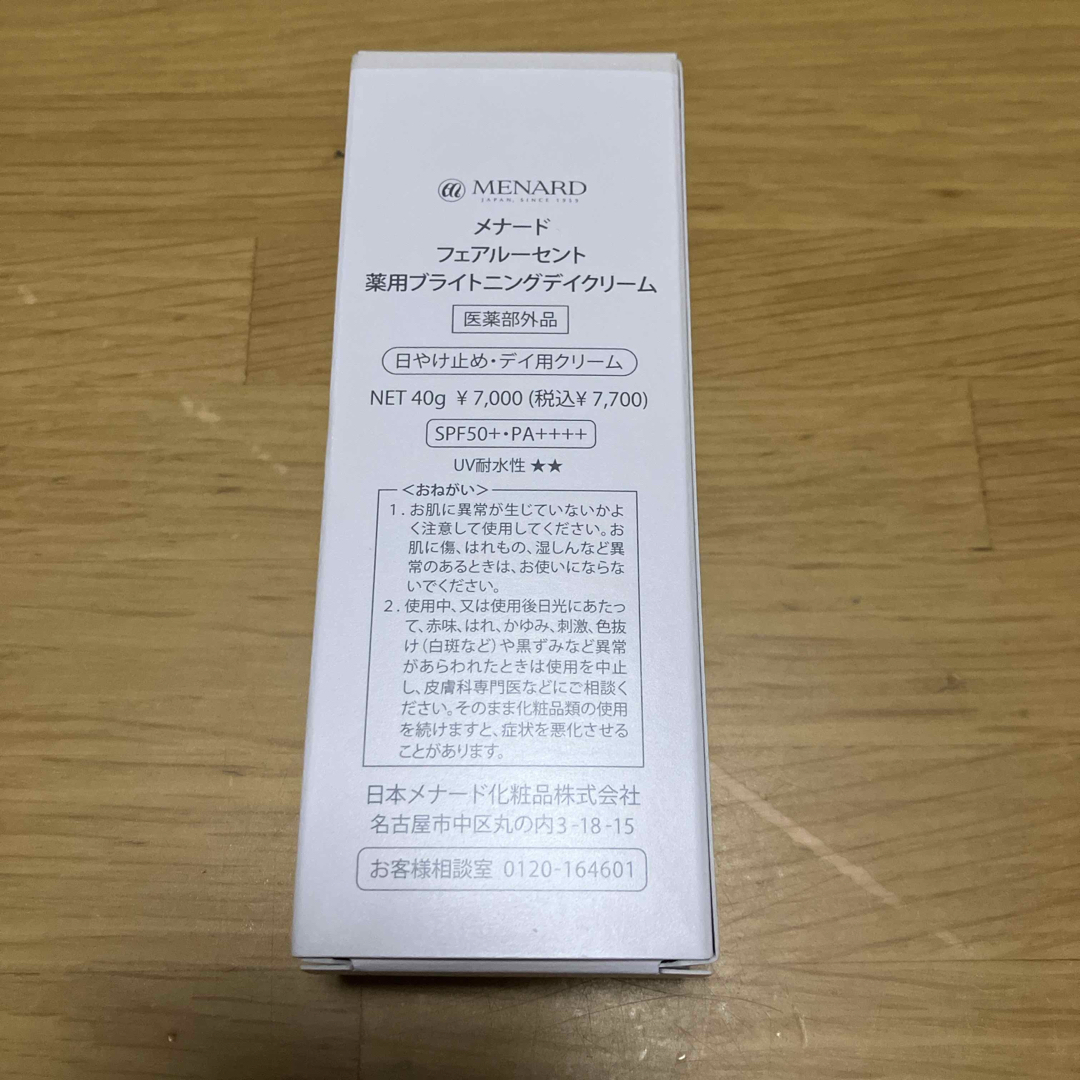 MENARD
JAPAN, SINCE 1959
メナード
フェアルーセント
薬用ブライトニングデイクリーム
医薬部外品
日やけ止め・デイ用クリーム
NET 40g ¥7,000 (税込¥7,700)
SPF50+・PA++++
UV耐水性 ★★
<おねがい>
1. お肌に異常が生じていないかよ
く注意して使用してください。お
肌に傷、はれもの、湿しんなど異
常のあるときは、お使いにならな
いでください。
2. 使用中、又は使用後日光にあたっ
て、赤味、はれ、かゆみ、刺激、色抜
け(白斑など)や黒ずみなど異常
があらわれたときは使用を中止
し、皮膚科専門医などにご相談く
ださい。そのまま化粧品類の使用
を続けますと、症状を悪化させる
ことがあります。
日本メナード化粧品株式会社
名古屋市中区丸の内3-18-15
お客様相談室 0120-164601